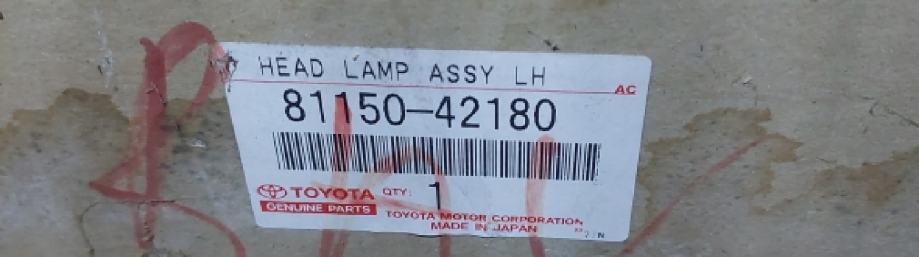 HEAD LAMP ASSY LH
AC
81150-42180
TOYOTA QTY: 1
GENUINE PARTS
TOYOTA MOTOR CORPORATION
MADE IN JAPAN